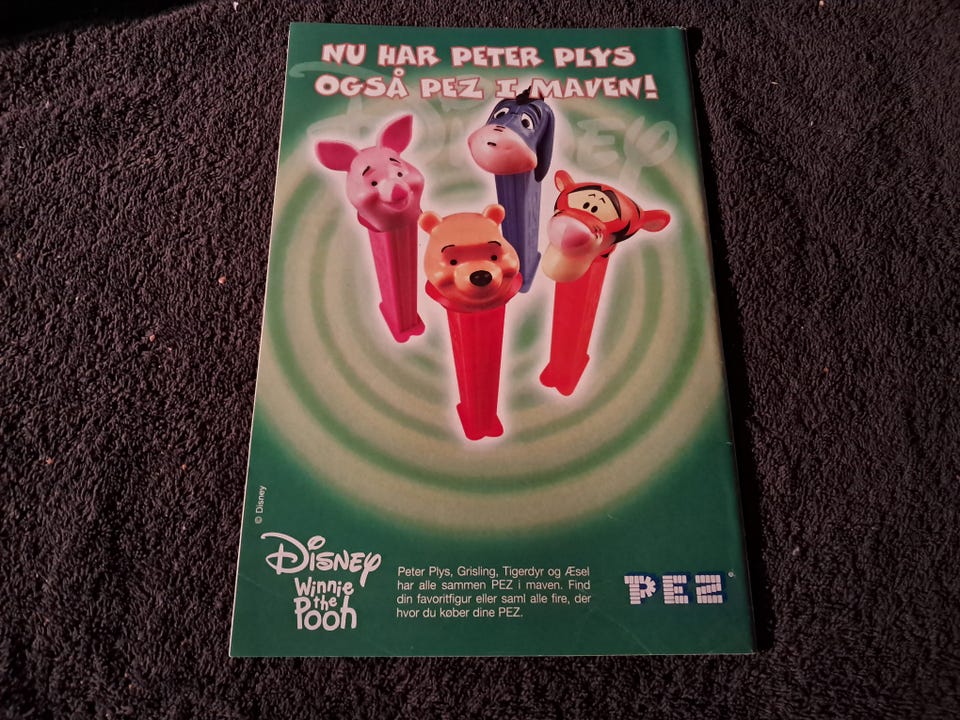 NU HAR PETER PLYS
OGSÅ PEZ I MAVEN!
DISNEY
© Disney
Disney
Winnie
the
Pooh
Peter Plys, Grisling, Tigerdyr og Æsel
har alle sammen PEZ i maven. Find
din favoritfigur eller saml alle fire, der
hvor du køber dine PEZ.
PEZ